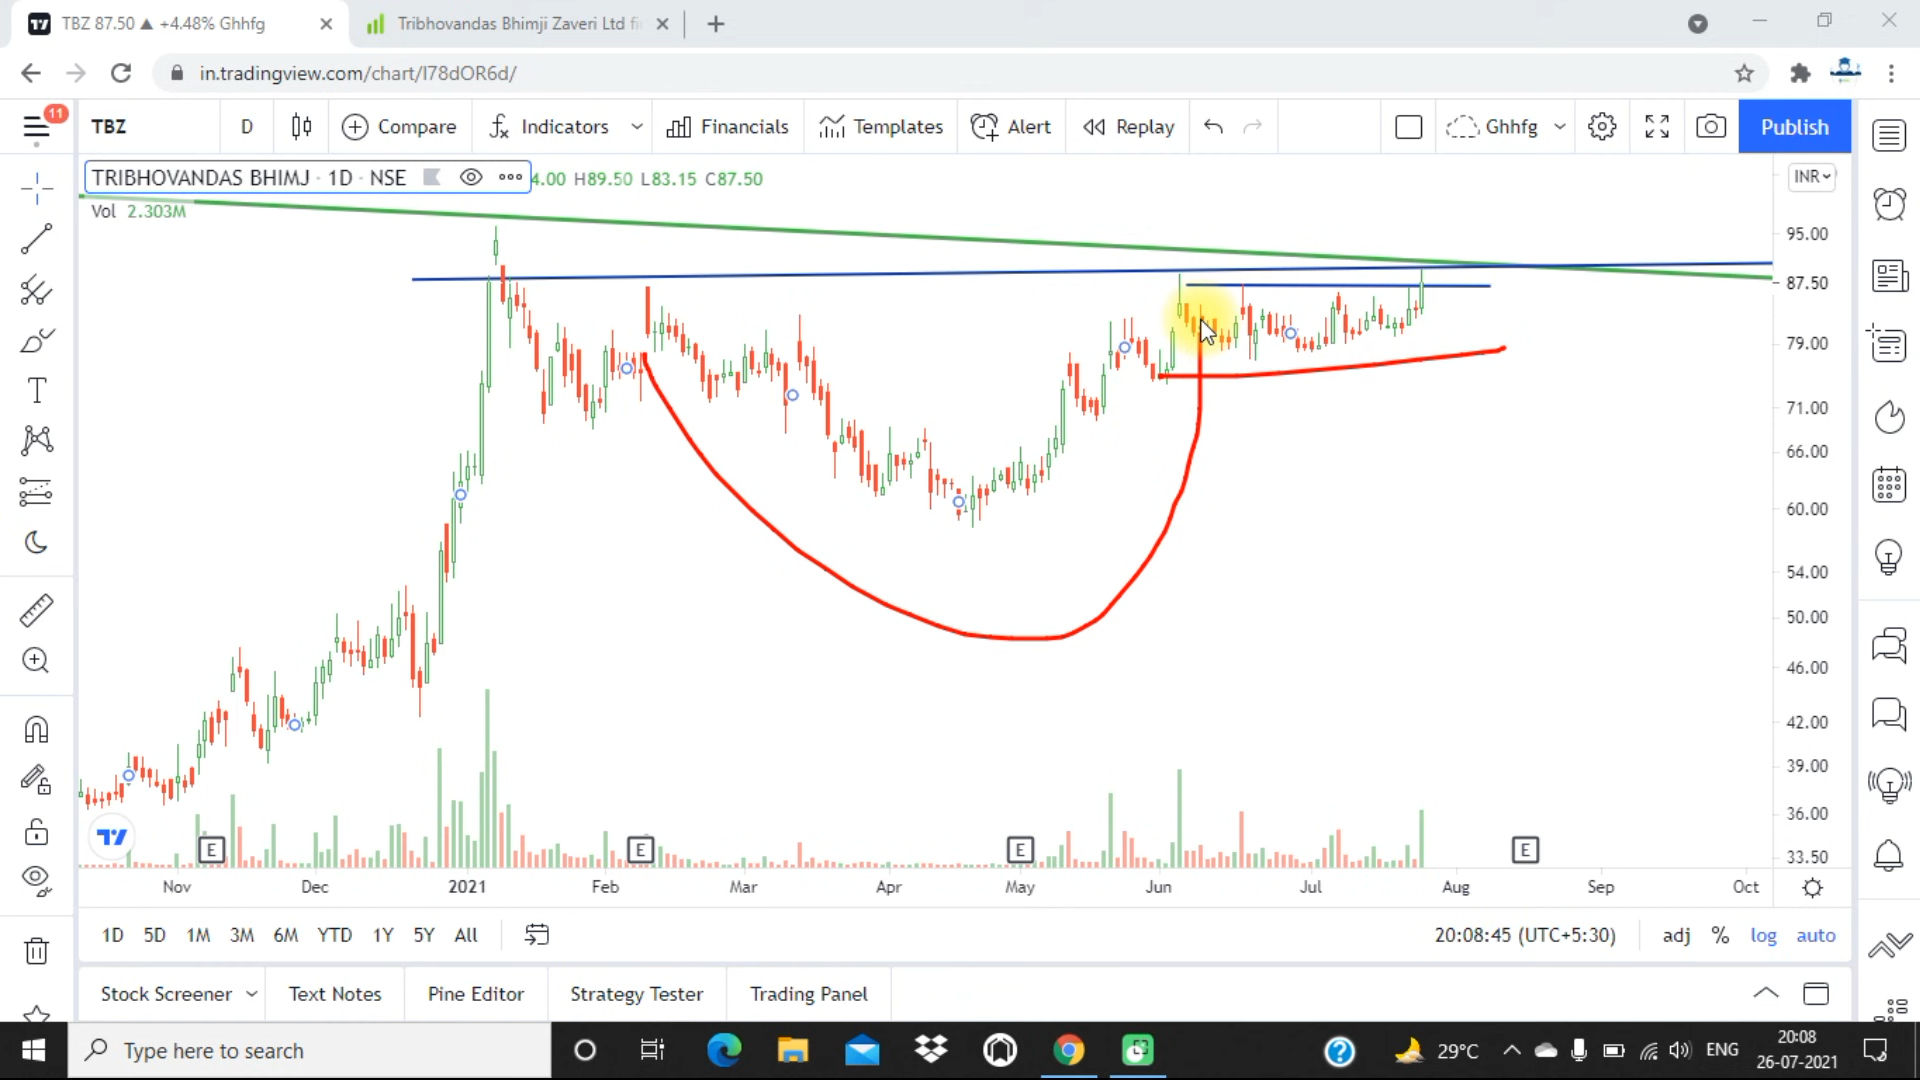 TBZ 87.50 ▲ +4.48% Ghhfg
Tribhovandas Bhimji Zaveri Ltd fi
in.tradingview.com/chart/I78dOR6d/
11
TBZ
D
Compare
Indicators
Financials
Templates
Alert
Replay
Ghhfg
Publish
TRIBHOVANDAS BHIMJ · 1D · NSE
4.00 H89.50 L83.15 C87.50
INR
Vol 2.303M
95.00
87.50
79.00
71.00
66.00
60.00
54.00
50.00
46.00
42.00
39.00
36.00
33.50
E
E
E
E
Nov
Dec
2021
Feb
Mar
Apr
May
Jun
Jul
Aug
Sep
Oct
1D
5D
1M
3M
6M
YTD
1Y
5Y
All
20:08:45 (UTC+5:30)
adj
%
log
auto
Stock Screener
Text Notes
Pine Editor
Strategy Tester
Trading Panel
Type here to search
29°C
ENG
20:08
26-07-2021